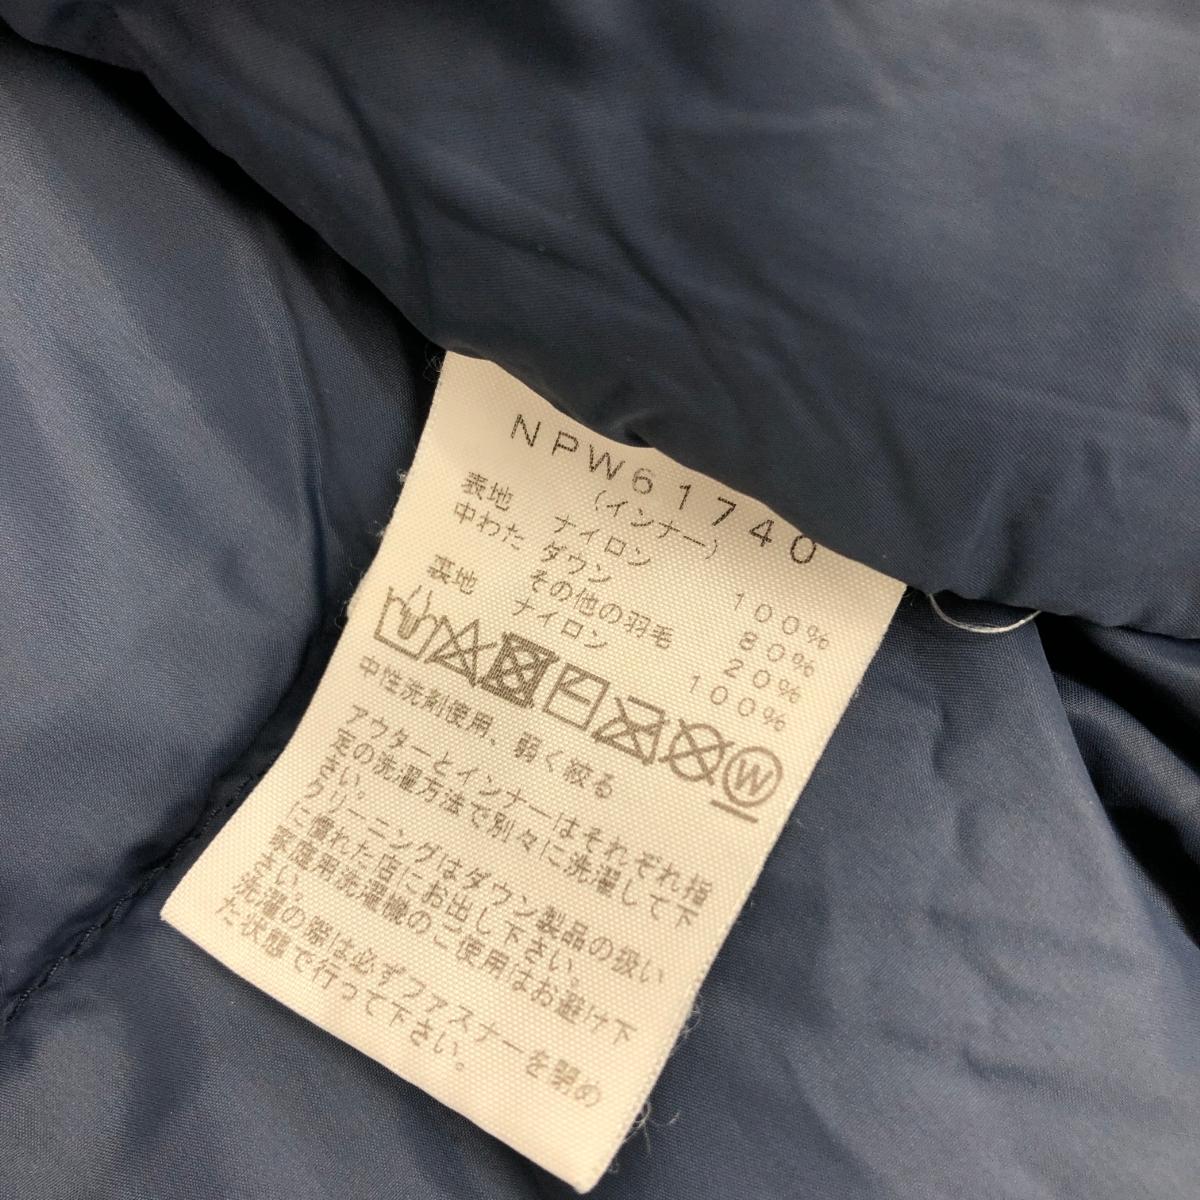 NPW61740
(インナー)
表地 ナイロン 100%
中わた ダウン 80%
その他の羽毛 20%
裏地 ナイロン 100%
W
中性洗剤使用、弱く絞る
アウターとインナーはそれぞれ指
定の洗濯方法で別々に洗濯して下
さい。
クリーニングはダウン製品の扱い
に慣れた店にお出し下さい。
家庭用洗濯機のご使用はお避け下
さい。
洗濯の際は必ずファスナーを閉め
た状態で行って下さい。